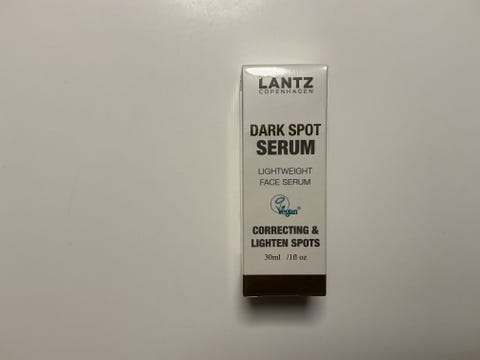 LANTZ
COPENHAGEN
DARK SPOT
SERUM
LIGHTWEIGHT
FACE SERUM
Vegan®
CORRECTING &
LIGHTEN SPOTS
30ml /1fl oz